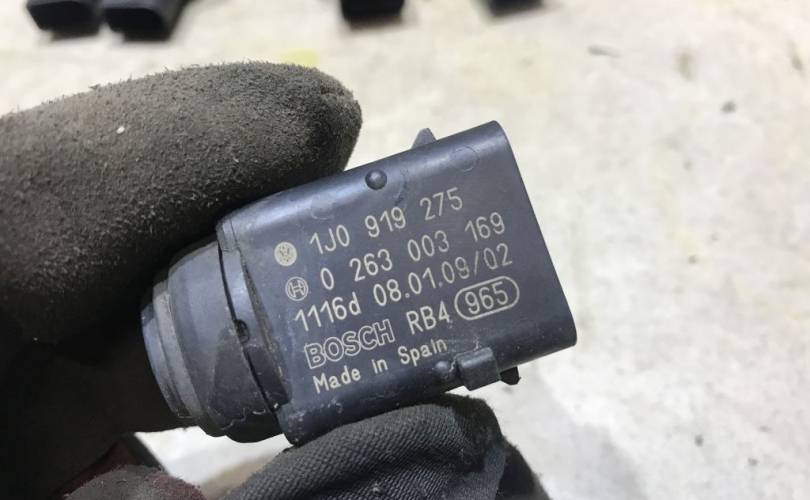 1J0 919 275
0 263 003 169
1116d 08.01.09/02
BOSCH RB4 965
Made in Spain